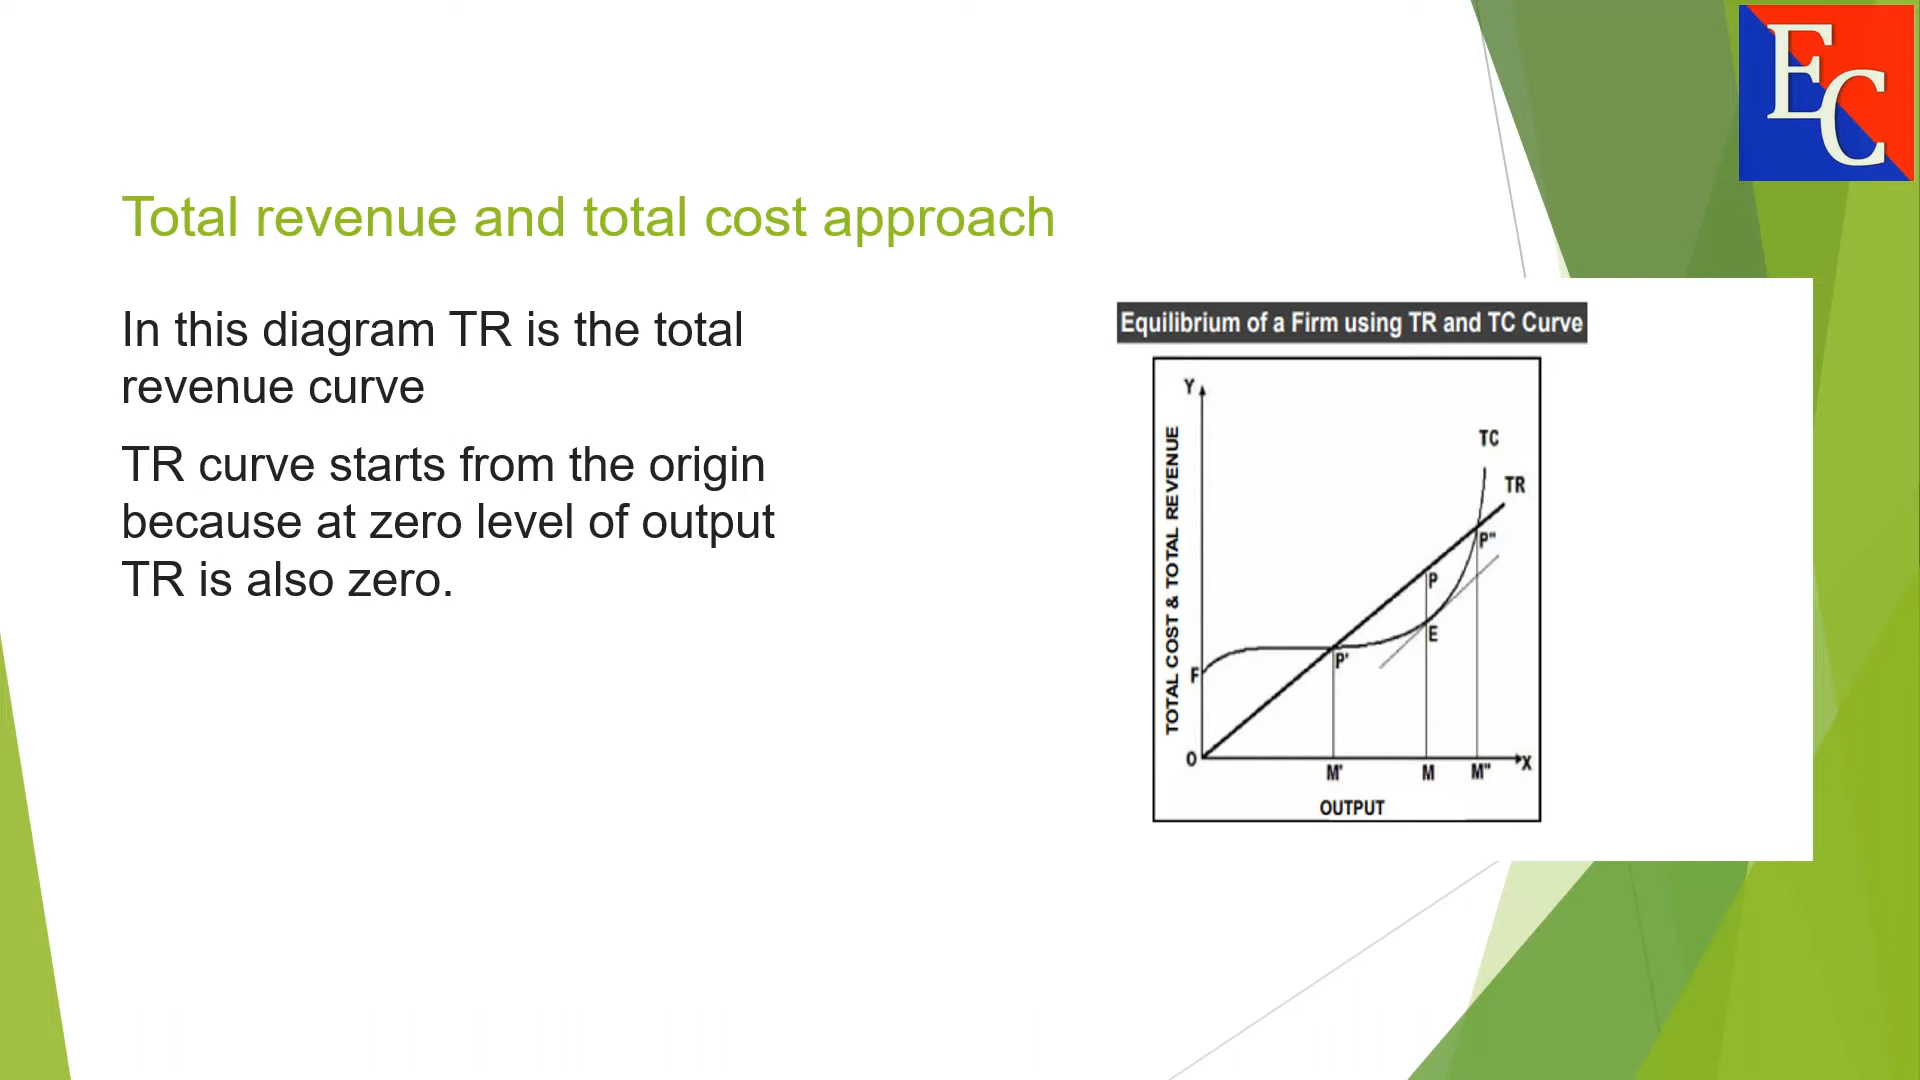 EC
Total revenue and total cost approach
In this diagram TR is the total
revenue curve
TR curve starts from the origin
because at zero level of output
TR is also zero.
Equilibrium of a Firm using TR and TC Curve
Y
TOTAL COST & TOTAL REVENUE
TC
TR
P"
P
E
P'
F
O
M'
M
M"
X
OUTPUT